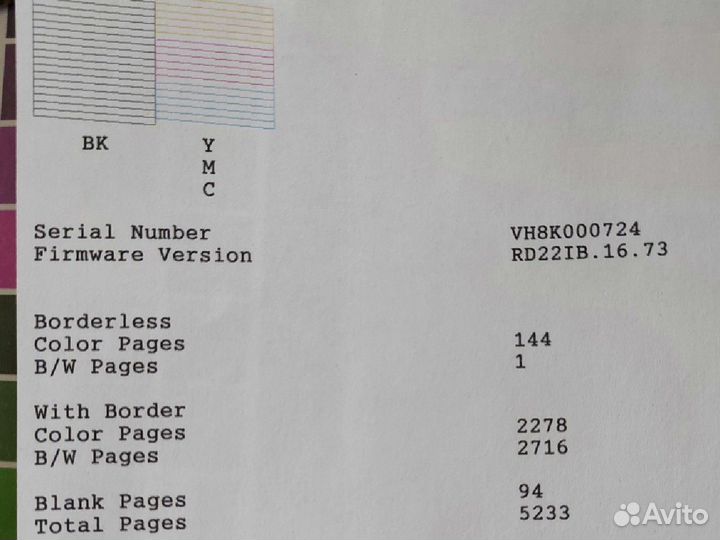 BK Y
M
C
Serial Number VH8K000724
Firmware Version RD22IB.16.73
Borderless
Color Pages 144
B/W Pages 1
With Border
Color Pages 2278
B/W Pages 2716
Blank Pages 94
Total Pages 5233
Avito